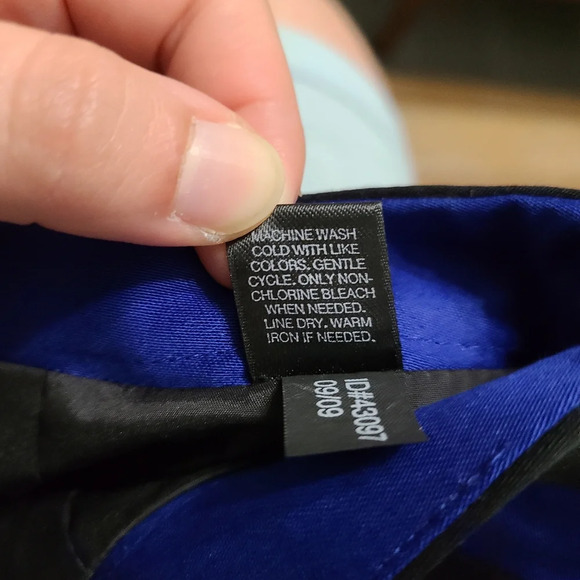 MACHINE WASH
COLD WITH LIKE
COLORS. GENTLE
CYCLE. ONLY NON-
CHLORINE BLEACH
WHEN NEEDED.
LINE DRY. WARM
IRON IF NEEDED.
ID#43097
09/09